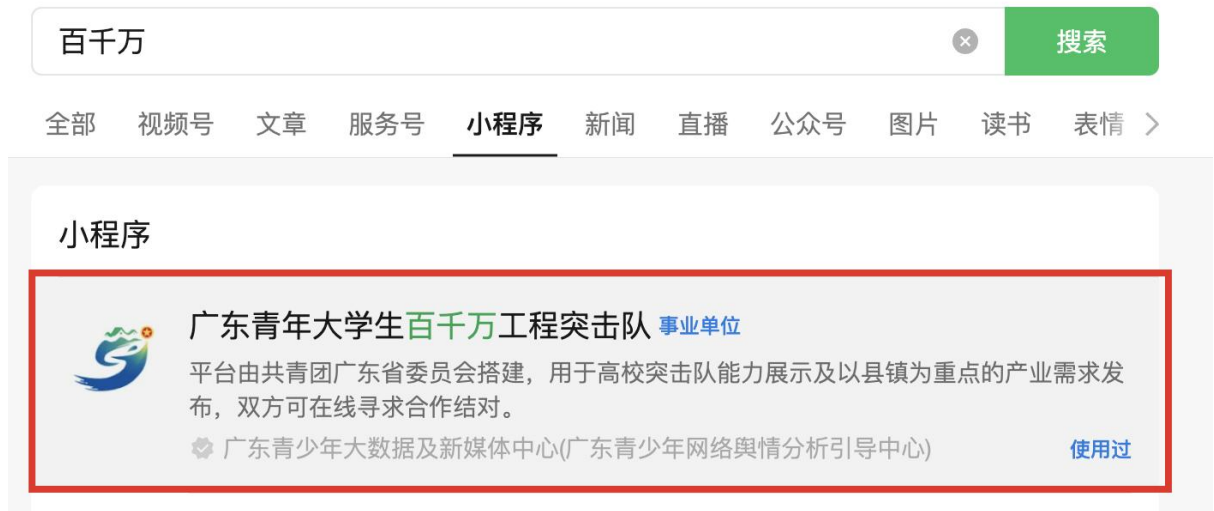 百千万
搜索
全部 视频号 文章 服务号 小程序 新闻 直播 公众号 图片 读书 表情
小程序
广东青年大学生百千万工程突击队 事业单位
平台由共青团广东省委员会搭建，用于高校突击队能力展示及以县镇为重点的产业需求发
布，双方可在线寻求合作结对。
广东青少年大数据及新媒体中心(广东青少年网络舆情分析引导中心) 使用过